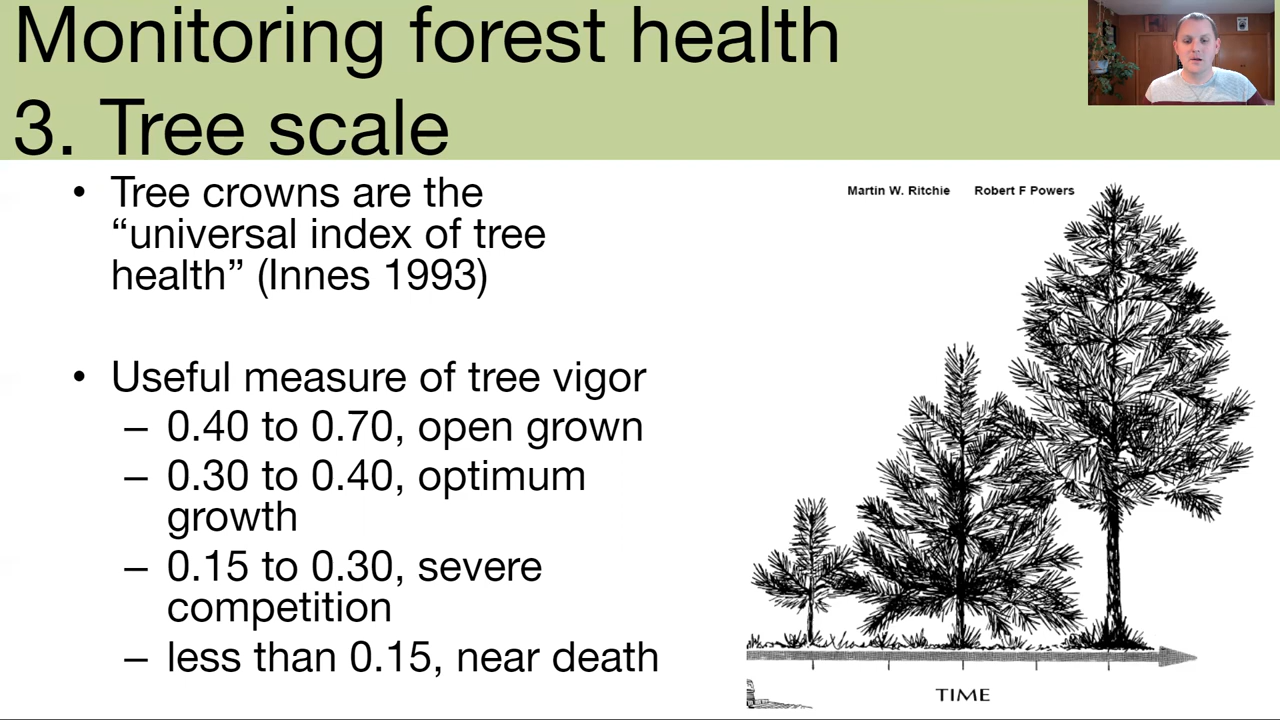 Monitoring forest health
3. Tree scale
• Tree crowns are the
“universal index of tree
health” (Innes 1993)
• Useful measure of tree vigor
– 0.40 to 0.70, open grown
– 0.30 to 0.40, optimum
growth
– 0.15 to 0.30, severe
competition
– less than 0.15, near death
Martin W. Ritchie Robert F Powers
TIME